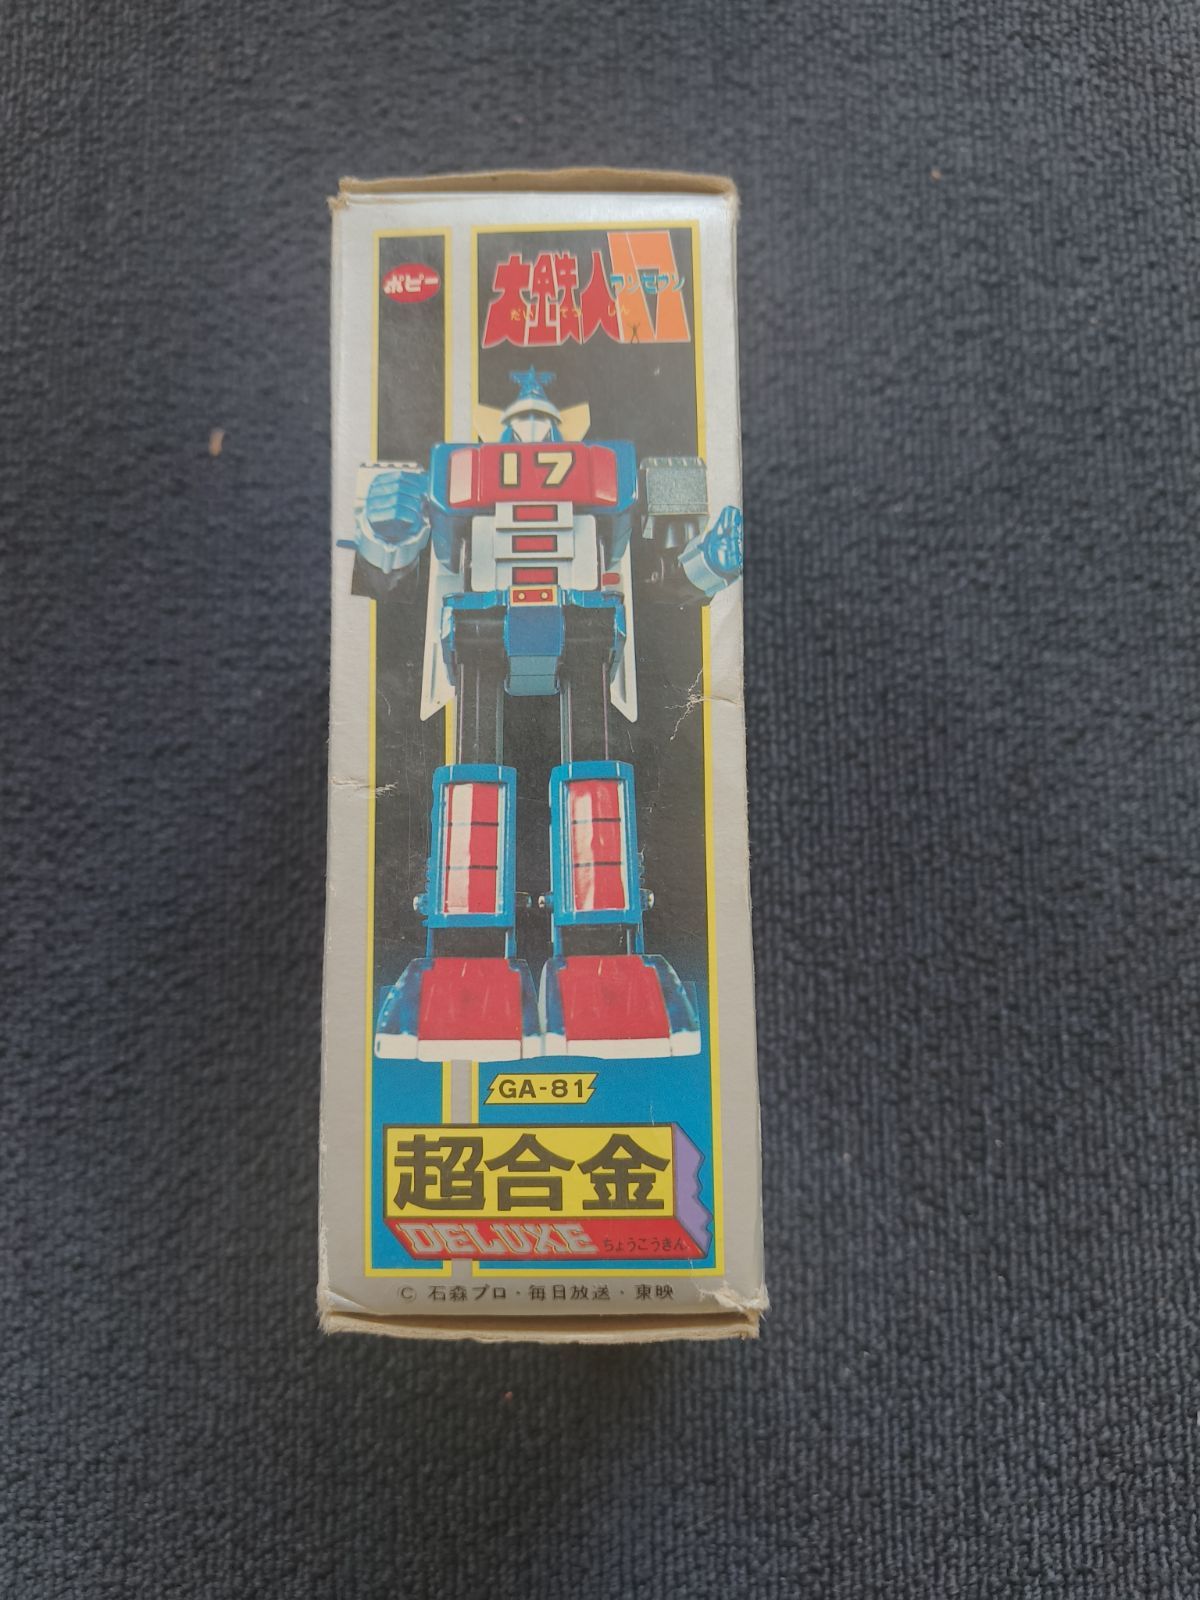 ポピー
大鉄人17
ワンセブン
だい てつ じん
17
GA-81
超合金
DELUXE ちょうごうきん
© 石森プロ・毎日放送・東映